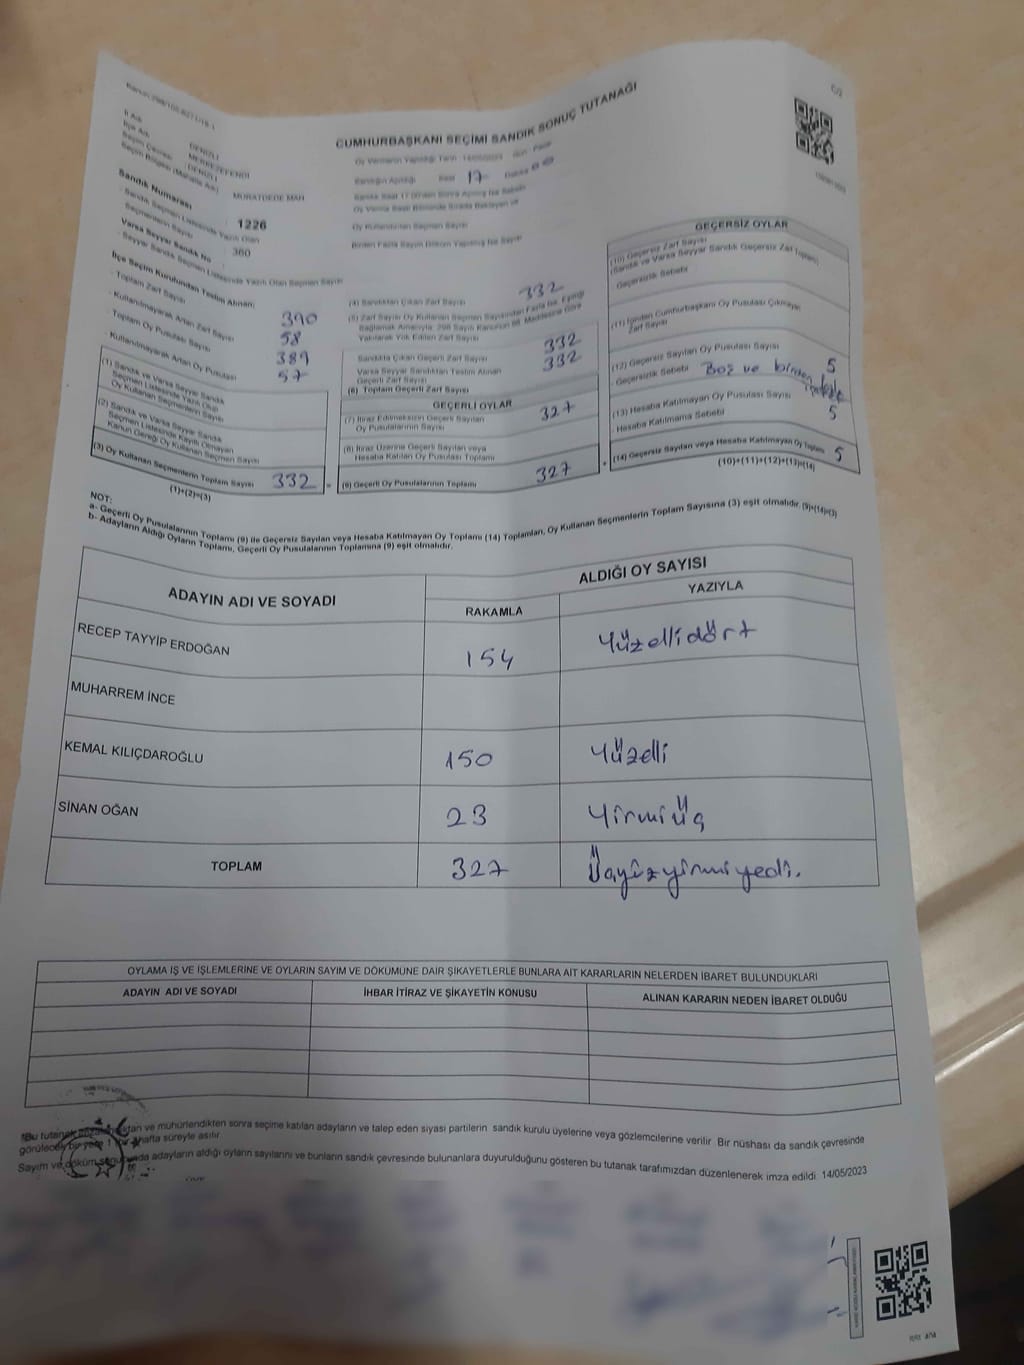 CUMHURBAŞKANI SEÇİMİ SANDIK SONUÇ TUTANAĞI
İl Adı : DENİZLİ
İlçe Adı : MERKEZEFENDİ
Seçim Çevresi : DENİZLİ
Seçim Bölgesi (Mahalle Adı) : MURATDEDE MAH
Sandık Numarası : 1226
- Sandık Seçmen Listesinde Yazılı Olan Seçmenlerin Sayısı : 360
Varsa Seyyar Sandık No
- Seyyar Sandık Seçmen Listesinde Yazılı Olan Seçmen Sayısı
Sandığın Açıldığı Saat 17 Dakika
Oy Kullandıran Seçmen Sayısı
İlçe Seçim Kurulundan Teslim Alınan;
- Toplam Zarf Sayısı 390
- Kullanılmayarak Artan Zarf Sayısı 58
- Toplam Oy Pusulası Sayısı 389
- Kullanılmayarak Artan Oy Pusulası 57
(1) Sandık ve Varsa Seyyar Sandık
Seçmen Listesinde Yazılı Olup
Oy Kullanan Seçmenlerin Sayısı
(2) Sandık ve Varsa Seyyar Sandık
Seçmen Listesinde Kayıtlı Olmayan
Kanun Gereği Oy Kullanan Seçmen Sayısı
(3) Oy Kullanan Seçmenlerin Toplam Sayısı 332
(1)+(2)=(3)
(4) Sandıktan Çıkan Zarf Sayısı 332
(5) Zarf Sayısı Oy Kullanan Seçmen Sayısından Fazla İse, Eşitliği
Sağlamak Amacıyla, 298 Sayılı Kanunun 98. Maddesine Göre
Yakılarak Yok Edilen Zarf Sayısı
Sandıkta Çıkan Geçerli Zarf Sayısı 332
Varsa Seyyar Sandıktan Teslim Alınan 332
Geçerli Zarf Sayısı
(6) Toplam Geçerli Zarf Sayısı
GEÇERLİ OYLAR
(7) İtiraz Edilmeksizin Geçerli Sayılan 327
Oy Pusulalarının Sayısı
(8) İtiraz Üzerine Geçerli Sayılan veya
Hesaba Katılan Oy Pusulası Toplamı
(9) Geçerli Oy Pusulalarının Toplamı 327
GEÇERSİZ OYLAR
(10) Geçersiz Zarf Sayısı
(Sandık ve Varsa Seyyar Sandık Geçersiz Zarf Toplamı)
Geçersizlik Sebebi
(11) İçinden Cumhurbaşkanı Oy Pusulası Çıkmayan
Zarf Sayısı
(12) Geçersiz Sayılan Oy Pusulası Sayısı 5
- Geçersizlik Sebebi Boş ve birden
(13) Hesaba Katılmayan Oy Pusulası Sayısı 5
- Hesaba Katılmama Sebebi
(14) Geçersiz Sayılan veya Hesaba Katılmayan Oy Toplamı 5
(10)+(11)+(12)+(13)=(14)
NOT:
a- Geçerli Oy Pusulalarının Toplamı (9) ile Geçersiz Sayılan veya Hesaba Katılmayan Oy Toplamı (14) Toplamları, Oy Kullanan Seçmenlerin Toplam Sayısına (3) eşit olmalıdır. (9)+(14)=(3)
b- Adayların Aldığı Oyların Toplamı, Geçerli Oy Pusulalarının Toplamına (9) eşit olmalıdır.
ADAYIN ADI VE SOYADI
ALDIĞI OY SAYISI
RAKAMLA YAZIYLA
RECEP TAYYİP ERDOĞAN 154 Yüzellidört
MUHARREM İNCE
KEMAL KILIÇDAROĞLU 150 Yüzelli
SİNAN OĞAN 23 Yirmiüç
TOPLAM 327 Üçyüzyirmiyedi.
OYLAMA İŞ VE İŞLEMLERİNE VE OYLARIN SAYIM VE DÖKÜMÜNE DAİR ŞİKAYETLERLE BUNLARA AİT KARARLARIN NELERDEN İBARET BULUNDUKLARI
ADAYIN ADI VE SOYADI İHBAR İTİRAZ VE ŞİKAYETİN KONUSU ALINAN KARARIN NEDEN İBARET OLDUĞU
ve mühürlendikten sonra seçime katılan adayların ve talep eden siyasi partilerin sandık kurulu üyelerine veya gözlemcilerine verilir. Bir nüshası da sandık çevresinde
görülecek bir yere 1 hafta süreyle asılır.
Sayım ve döküm adayların aldığı oyların sayılarını ve bunların sandık çevresinde bulunanlara duyurulduğunu gösteren bu tutanak tarafımızdan düzenlenerek imza edildi. 14/05/2023